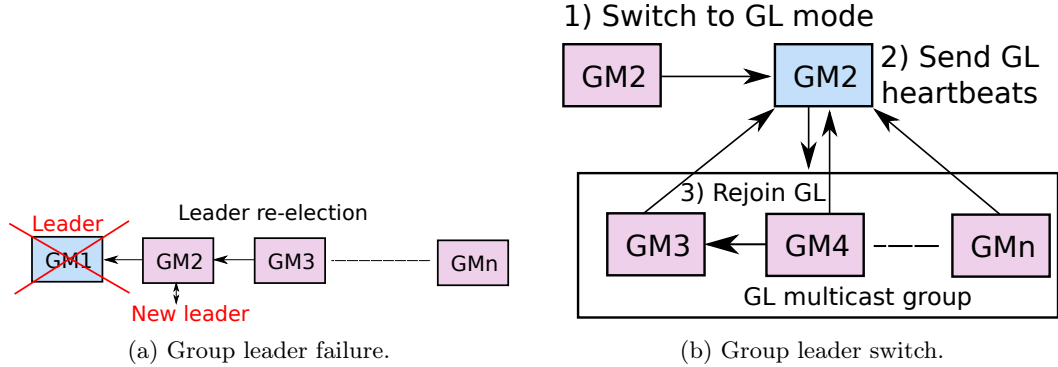 Leader re-election
Leader
GM1
GM2
GM3
GMn
New leader
(a) Group leader failure.
1) Switch to GL mode
GM2
GM2
2) Send GL
heartbeats
3) Rejoin GL
GM3
GM4
GMn
GL multicast group
(b) Group leader switch.